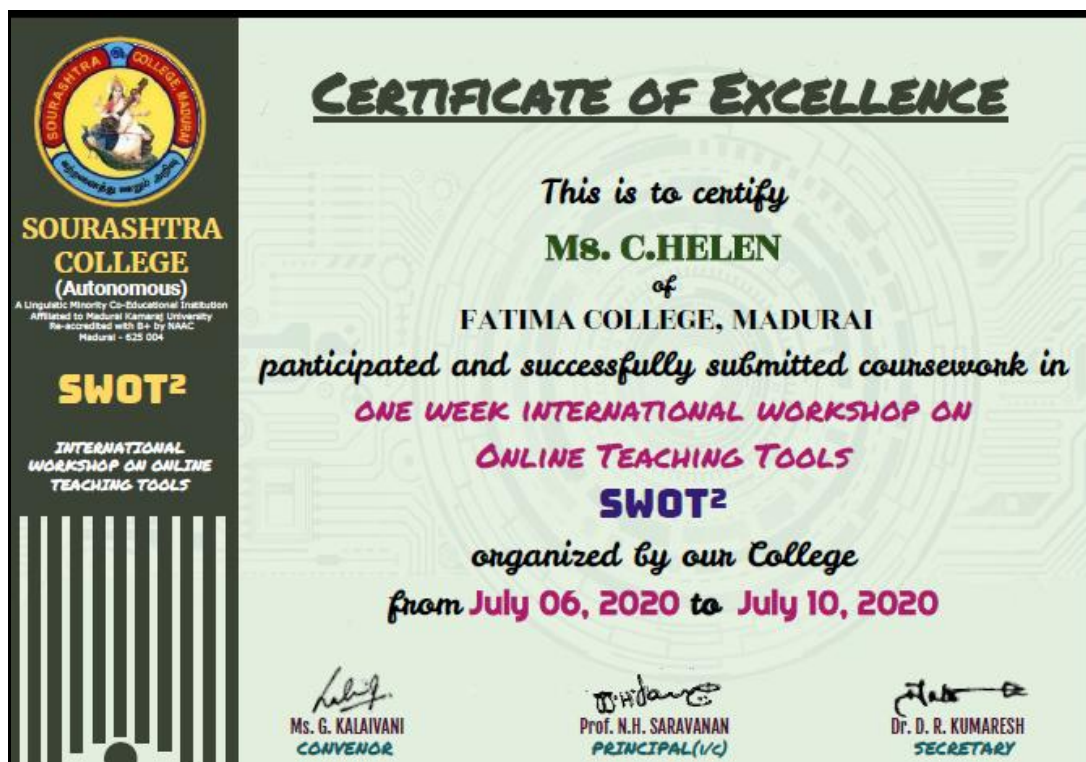 SOURASHTRA COLLEGE, MADURAI
SOURASHTRA
COLLEGE
(Autonomous)
A Linguistic Minority Co-Educational Institution
Affiliated to Madurai Kamaraj University
Re-accredited with B+ by NAAC
Madurai - 625 004
SWOT²
INTERNATIONAL
WORKSHOP ON ONLINE
TEACHING TOOLS
CERTIFICATE OF EXCELLENCE
This is to certify
Ms. C.HELEN
of
FATIMA COLLEGE, MADURAI
participated and successfully submitted coursework in
ONE WEEK INTERNATIONAL WORKSHOP ON
ONLINE TEACHING TOOLS
SWOT²
organized by our College
from July 06, 2020 to July 10, 2020
Ms. G. KALAIVANI
CONVENOR
Prof. N.H. SARAVANAN
PRINCIPAL(i/c)
Dr. D. R. KUMARESH
SECRETARY